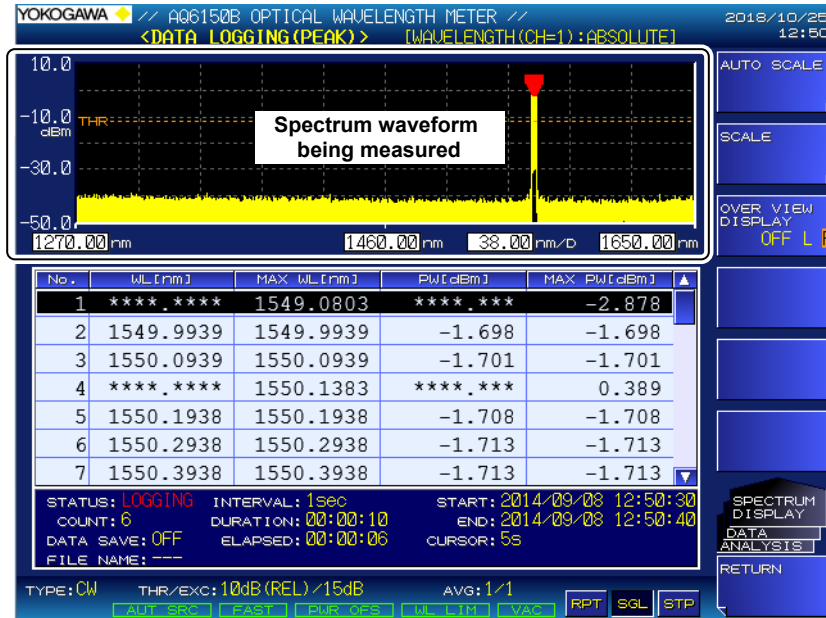 YOKOGAWA // AQ6150B OPTICAL WAVELENGTH METER // 2018/10/25
<DATA LOGGING(PEAK)> [WAVELENGTH(CH=1):ABSOLUTE] 12:50
10.0
-10.0
dBm
THR
-30.0
-50.0
Spectrum waveform
being measured
1270.00 nm 1460.00 nm 38.00 nm/D 1650.00 nm
AUTO SCALE
SCALE
OVER VIEW
DISPLAY
OFF L
No. WL[nm] MAX WL[nm] PW[dBm] MAX PW[dBm]
1 ****.**** 1549.0803 ****.*** -2.878
2 1549.9939 1549.9939 -1.698 -1.698
3 1550.0939 1550.0939 -1.701 -1.701
4 ****.**** 1550.1383 ****.*** 0.389
5 1550.1938 1550.1938 -1.708 -1.708
6 1550.2938 1550.2938 -1.713 -1.713
7 1550.3938 1550.3938 -1.713 -1.713
STATUS: LOGGING INTERVAL: 1sec START: 2014/09/08 12:50:30
COUNT: 6 DURATION: 00:00:10 END: 2014/09/08 12:50:40
DATA SAVE: OFF ELAPSED: 00:00:06 CURSOR: 5s
FILE NAME: ---
SPECTRUM
DISPLAY
DATA
ANALYSIS
RETURN
TYPE: CW THR/EXC: 10dB(REL)/15dB AVG: 1/1
AUT SRC FAST PWR OFS WL LIM VAC RPT SGL STP